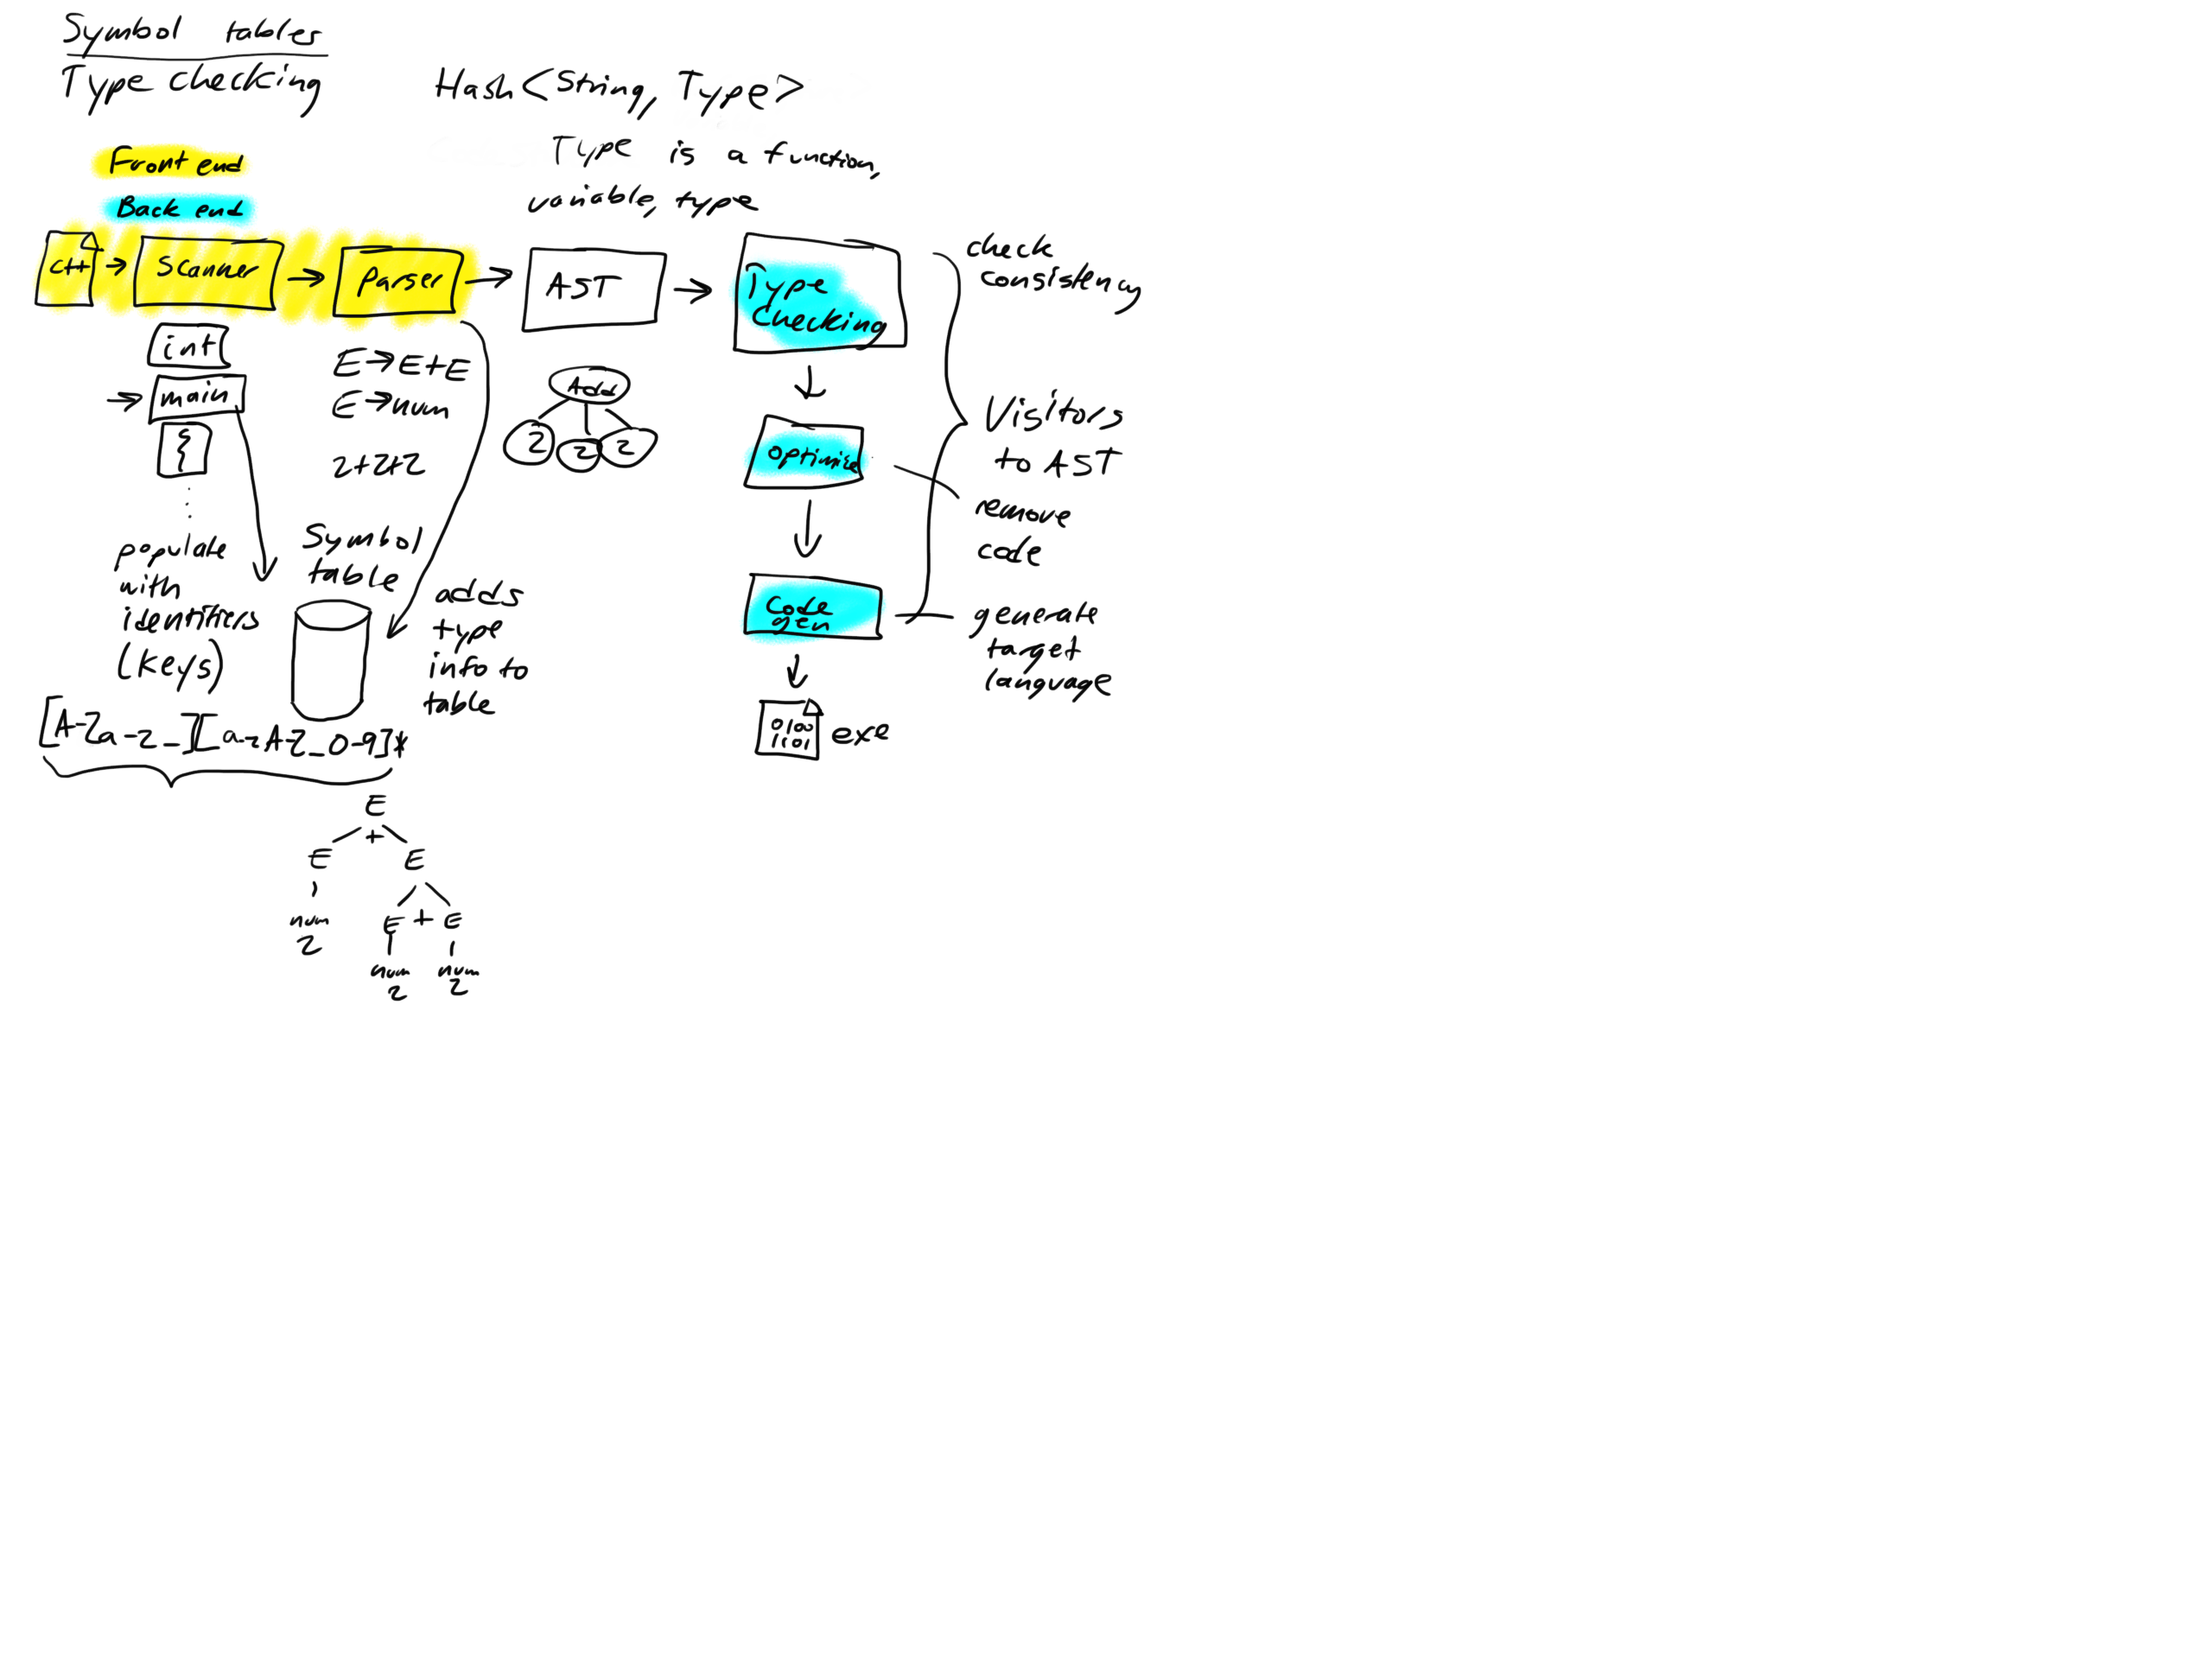 Symbol tables
Type checking
Hash<String, Type>
Type is a function,
variable, type
Front end
Back end
C++ → Scanner → Parser → AST → Type
Checking
check
consistency
int
→ main
{
E→E+E
E→num
2+2+2
Add
2 2 2
Optimize
Visitors
to AST
remove
code
populate
with
identifiers
(keys)
Symbol
table
adds
type
info to
table
Code
gen
generate
target
language
0100
1101
exe
[A-Za-z_][a-zA-Z_0-9]*
E
+
E E
num
2
E + E
num num
2 2